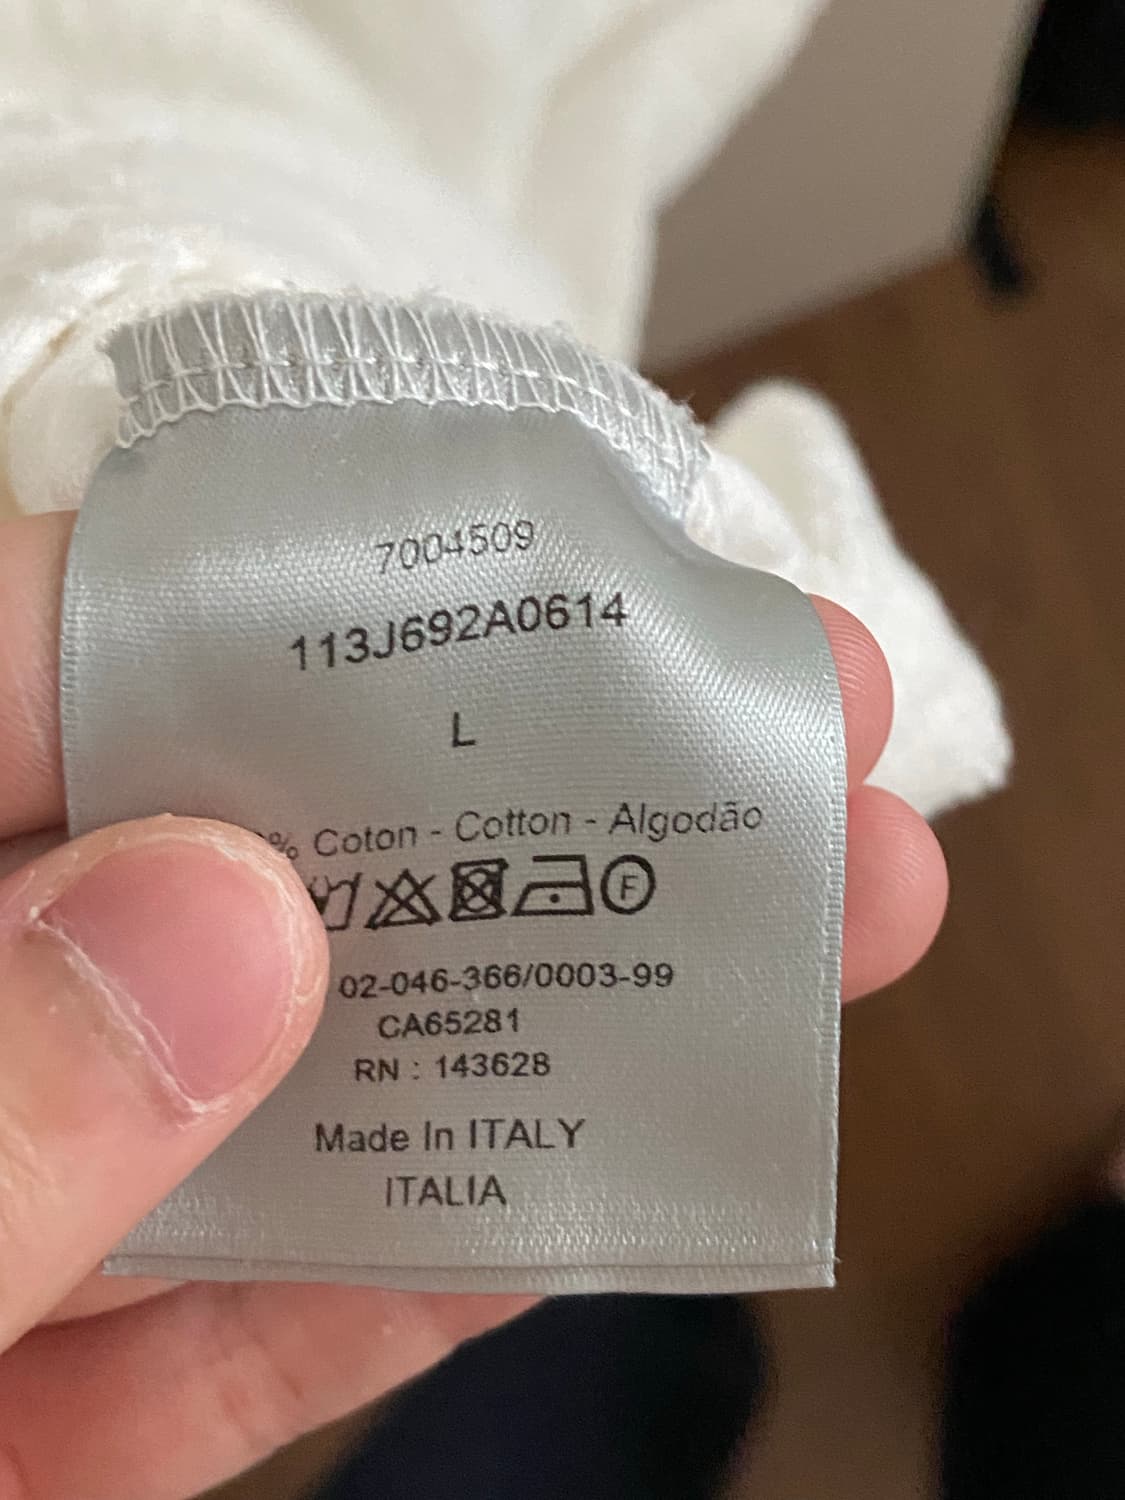 7004509
113J692A0614
L
% Coton - Cotton - Algodão
F
02-046-366/0003-99
CA65281
RN : 143628
Made In ITALY
ITALIA